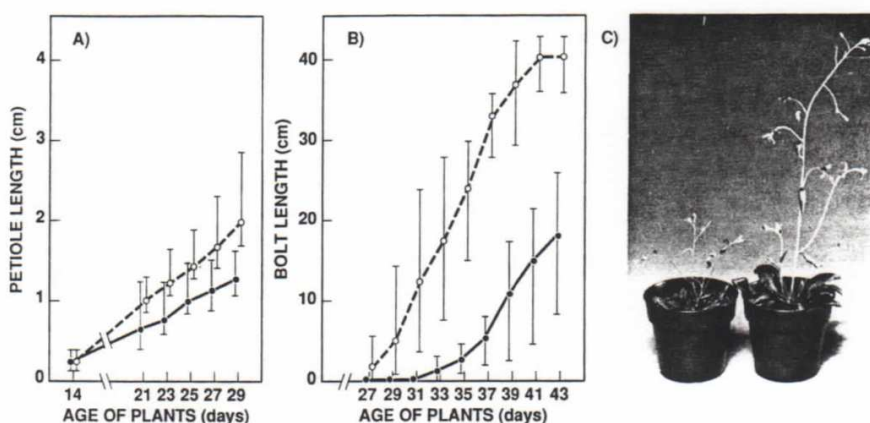 A)
PETIOLE LENGTH (cm)
4
3
2
1
0
14 21 23 25 27 29
AGE OF PLANTS (days)
B)
BOLT LENGTH (cm)
40
30
20
10
0
27 29 31 33 35 37 39 41 43
AGE OF PLANTS (days)
C)